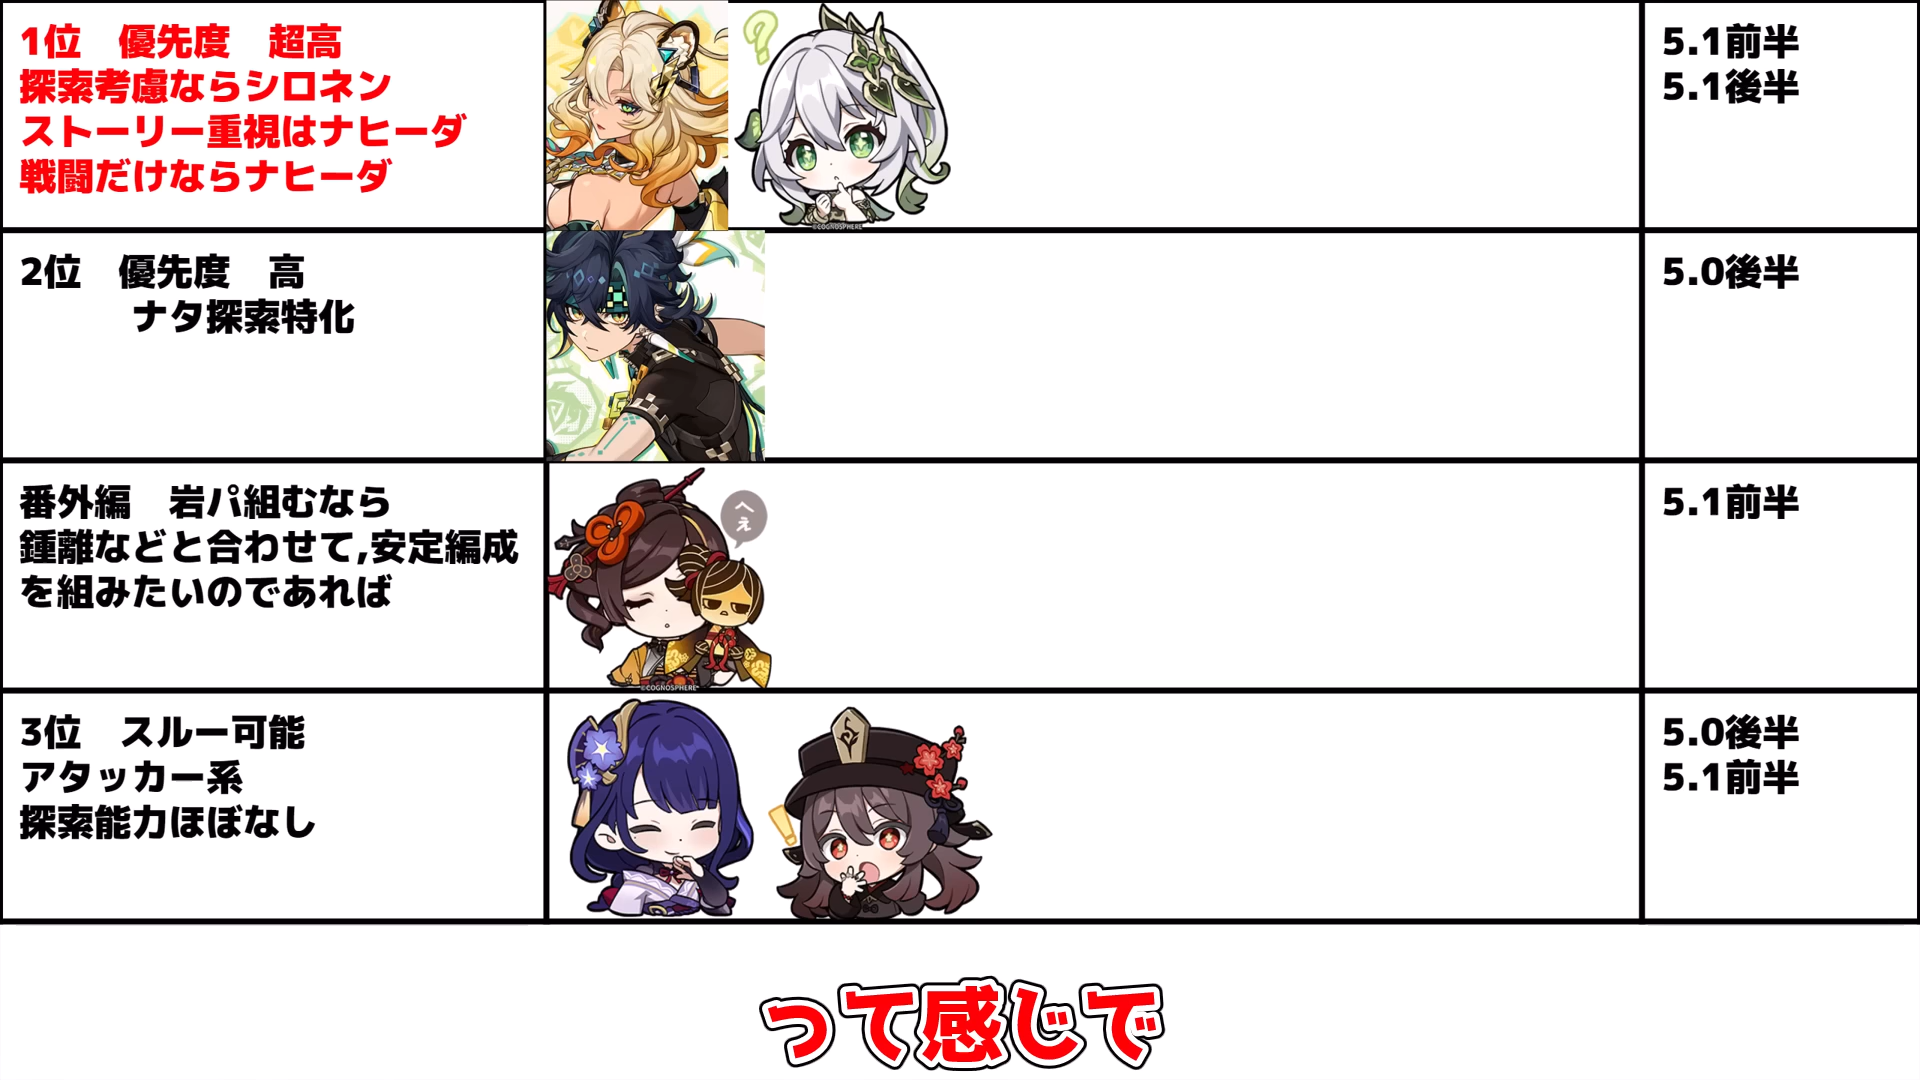 1位　優先度　超高
探索考慮ならシロネン
ストーリー重視はナヒーダ
戦闘だけならナヒーダ
©COGNOSPHERE
5.1前半
5.1後半
2位　優先度　高
ナタ探索特化
5.0後半
番外編　岩パ組むなら
鍾離などと合わせて,安定編成
を組みたいのであれば
へぇ
©COGNOSPHERE
5.1前半
3位　スルー可能
アタッカー系
探索能力ほぼなし
5.0後半
5.1前半
って感じで